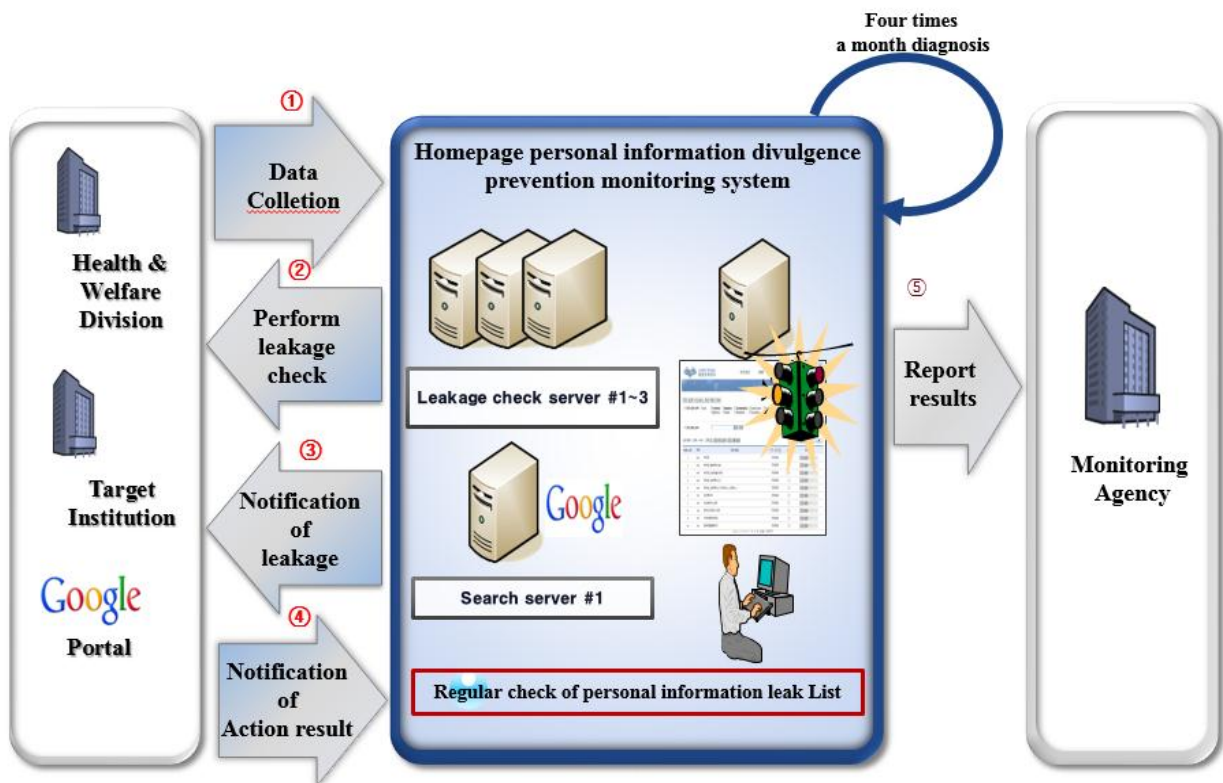 Four times
a month diagnosis
①
Data
Colletion
②
Perform
leakage
check
③
Notification
of
leakage
④
Notification
of
Action result
Health &
Welfare
Division
Target
Institution
Google
Portal
Homepage personal information divulgence
prevention monitoring system
Leakage check server #1~3
Google
Search server #1
Regular check of personal information leak List
⑤
Report
results
Monitoring
Agency